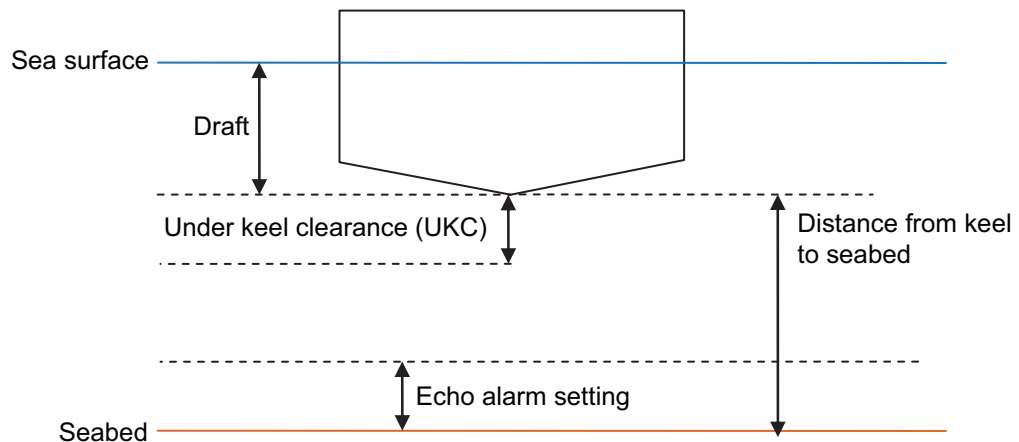 Sea surface
Draft
Under keel clearance (UKC)
Distance from keel
to seabed
Echo alarm setting
Seabed